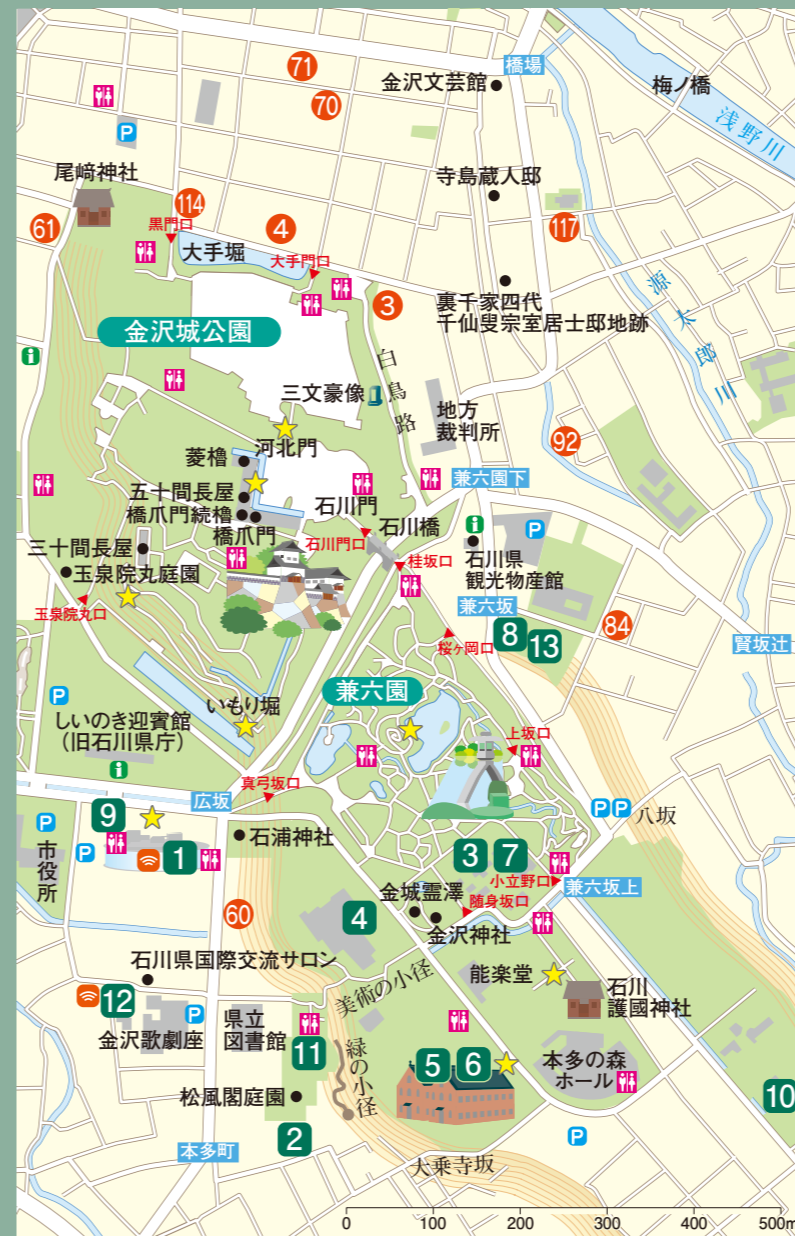 71
橋場
金沢文芸館
梅ノ橋
70
浅野川
P
尾﨑神社
寺島蔵人邸
114
61
黒門口
4
117
大手堀
大手門口
源太郎川
3
裏千家四代
千仙叟宗室居士邸地跡
金沢城公園
白鳥路
三文豪像
地方
裁判所
河北門
92
菱櫓
兼六園下
五十間長屋
石川門
橋爪門続櫓
石川橋
P
橋爪門
石川門口
三十間長屋
桂坂口
石川県
観光物産館
玉泉院丸庭園
兼六坂
玉泉院丸口
84
8
13
桜ヶ岡口
賢坂辻
兼六園
P
いもり堀
しいのき迎賓館
(旧石川県庁)
上坂口
真弓坂口
広坂
P
P
八坂
9
P
石浦神社
市役所
P
1
3
7
小立野口
兼六坂上
金城霊澤
随身坂口
4
60
金沢神社
石川県国際交流サロン
能楽堂
石川
護國神社
美術の小径
12
P
県立
図書館
金沢歌劇座
11
緑の小径
本多の森
ホール
5
6
松風閣庭園
10
2
P
本多町
大乗寺坂
0
100
200
300
400
500m